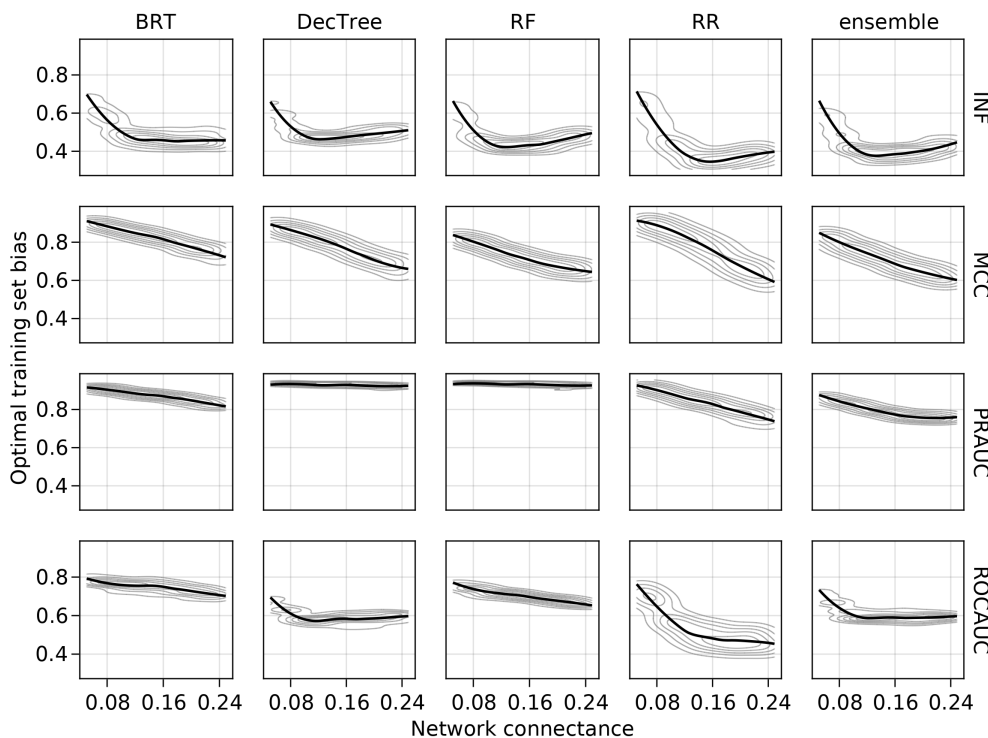 BRT DecTree RF RR ensemble
0.8
0.6
0.4
INF
0.8
0.6
0.4
MCC
0.8
0.6
0.4
PRAUC
0.8
0.6
0.4
ROCAUC
Optimal training set bias
0.08 0.16 0.24 0.08 0.16 0.24 0.08 0.16 0.24 0.08 0.16 0.24 0.08 0.16 0.24
Network connectance